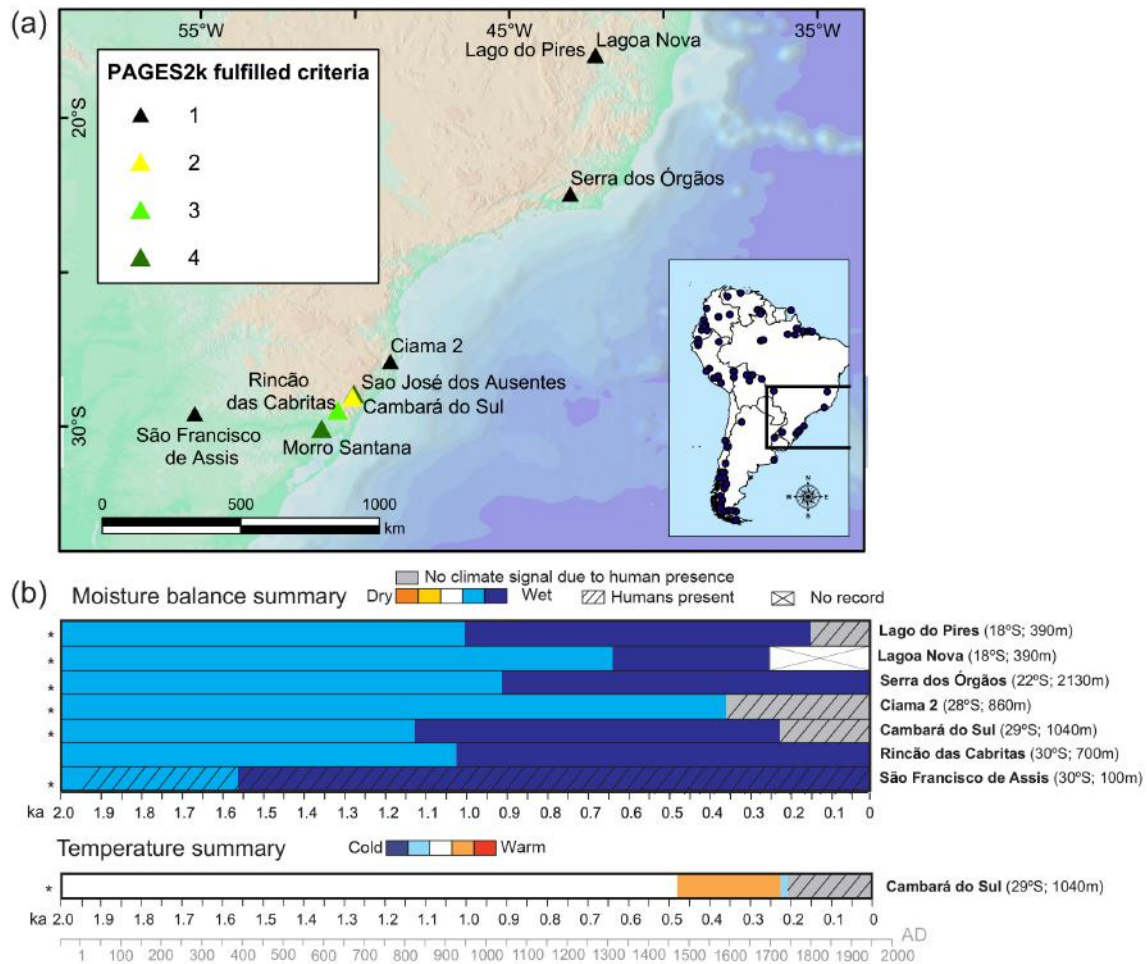 (a)
55°W
45°W
35°W
20°S
30°S
PAGES2k fulfilled criteria
1
2
3
4
Lago do Pires
Lagoa Nova
Serra dos Órgãos
Ciama 2
Rincão
das Cabritas
Sao José dos Ausentes
Cambará do Sul
São Francisco
de Assis
Morro Santana
0 500 1000
km
N
W E
S
(b)
No climate signal due to human presence
Moisture balance summary
Dry Wet
Humans present
No record
* Lago do Pires (18ºS; 390m)
* Lagoa Nova (18ºS; 390m)
* Serra dos Órgãos (22ºS; 2130m)
* Ciama 2 (28ºS; 860m)
* Cambará do Sul (29ºS; 1040m)
Rincão das Cabritas (30ºS; 700m)
* São Francisco de Assis (30ºS; 100m)
ka 2.0 1.9 1.8 1.7 1.6 1.5 1.4 1.3 1.2 1.1 1.0 0.9 0.8 0.7 0.6 0.5 0.4 0.3 0.2 0.1 0
Temperature summary
Cold Warm
* Cambará do Sul (29ºS; 1040m)
ka 2.0 1.9 1.8 1.7 1.6 1.5 1.4 1.3 1.2 1.1 1.0 0.9 0.8 0.7 0.6 0.5 0.4 0.3 0.2 0.1 0
AD
1 100 200 300 400 500 600 700 800 900 1000 1100 1200 1300 1400 1500 1600 1700 1800 1900 2000